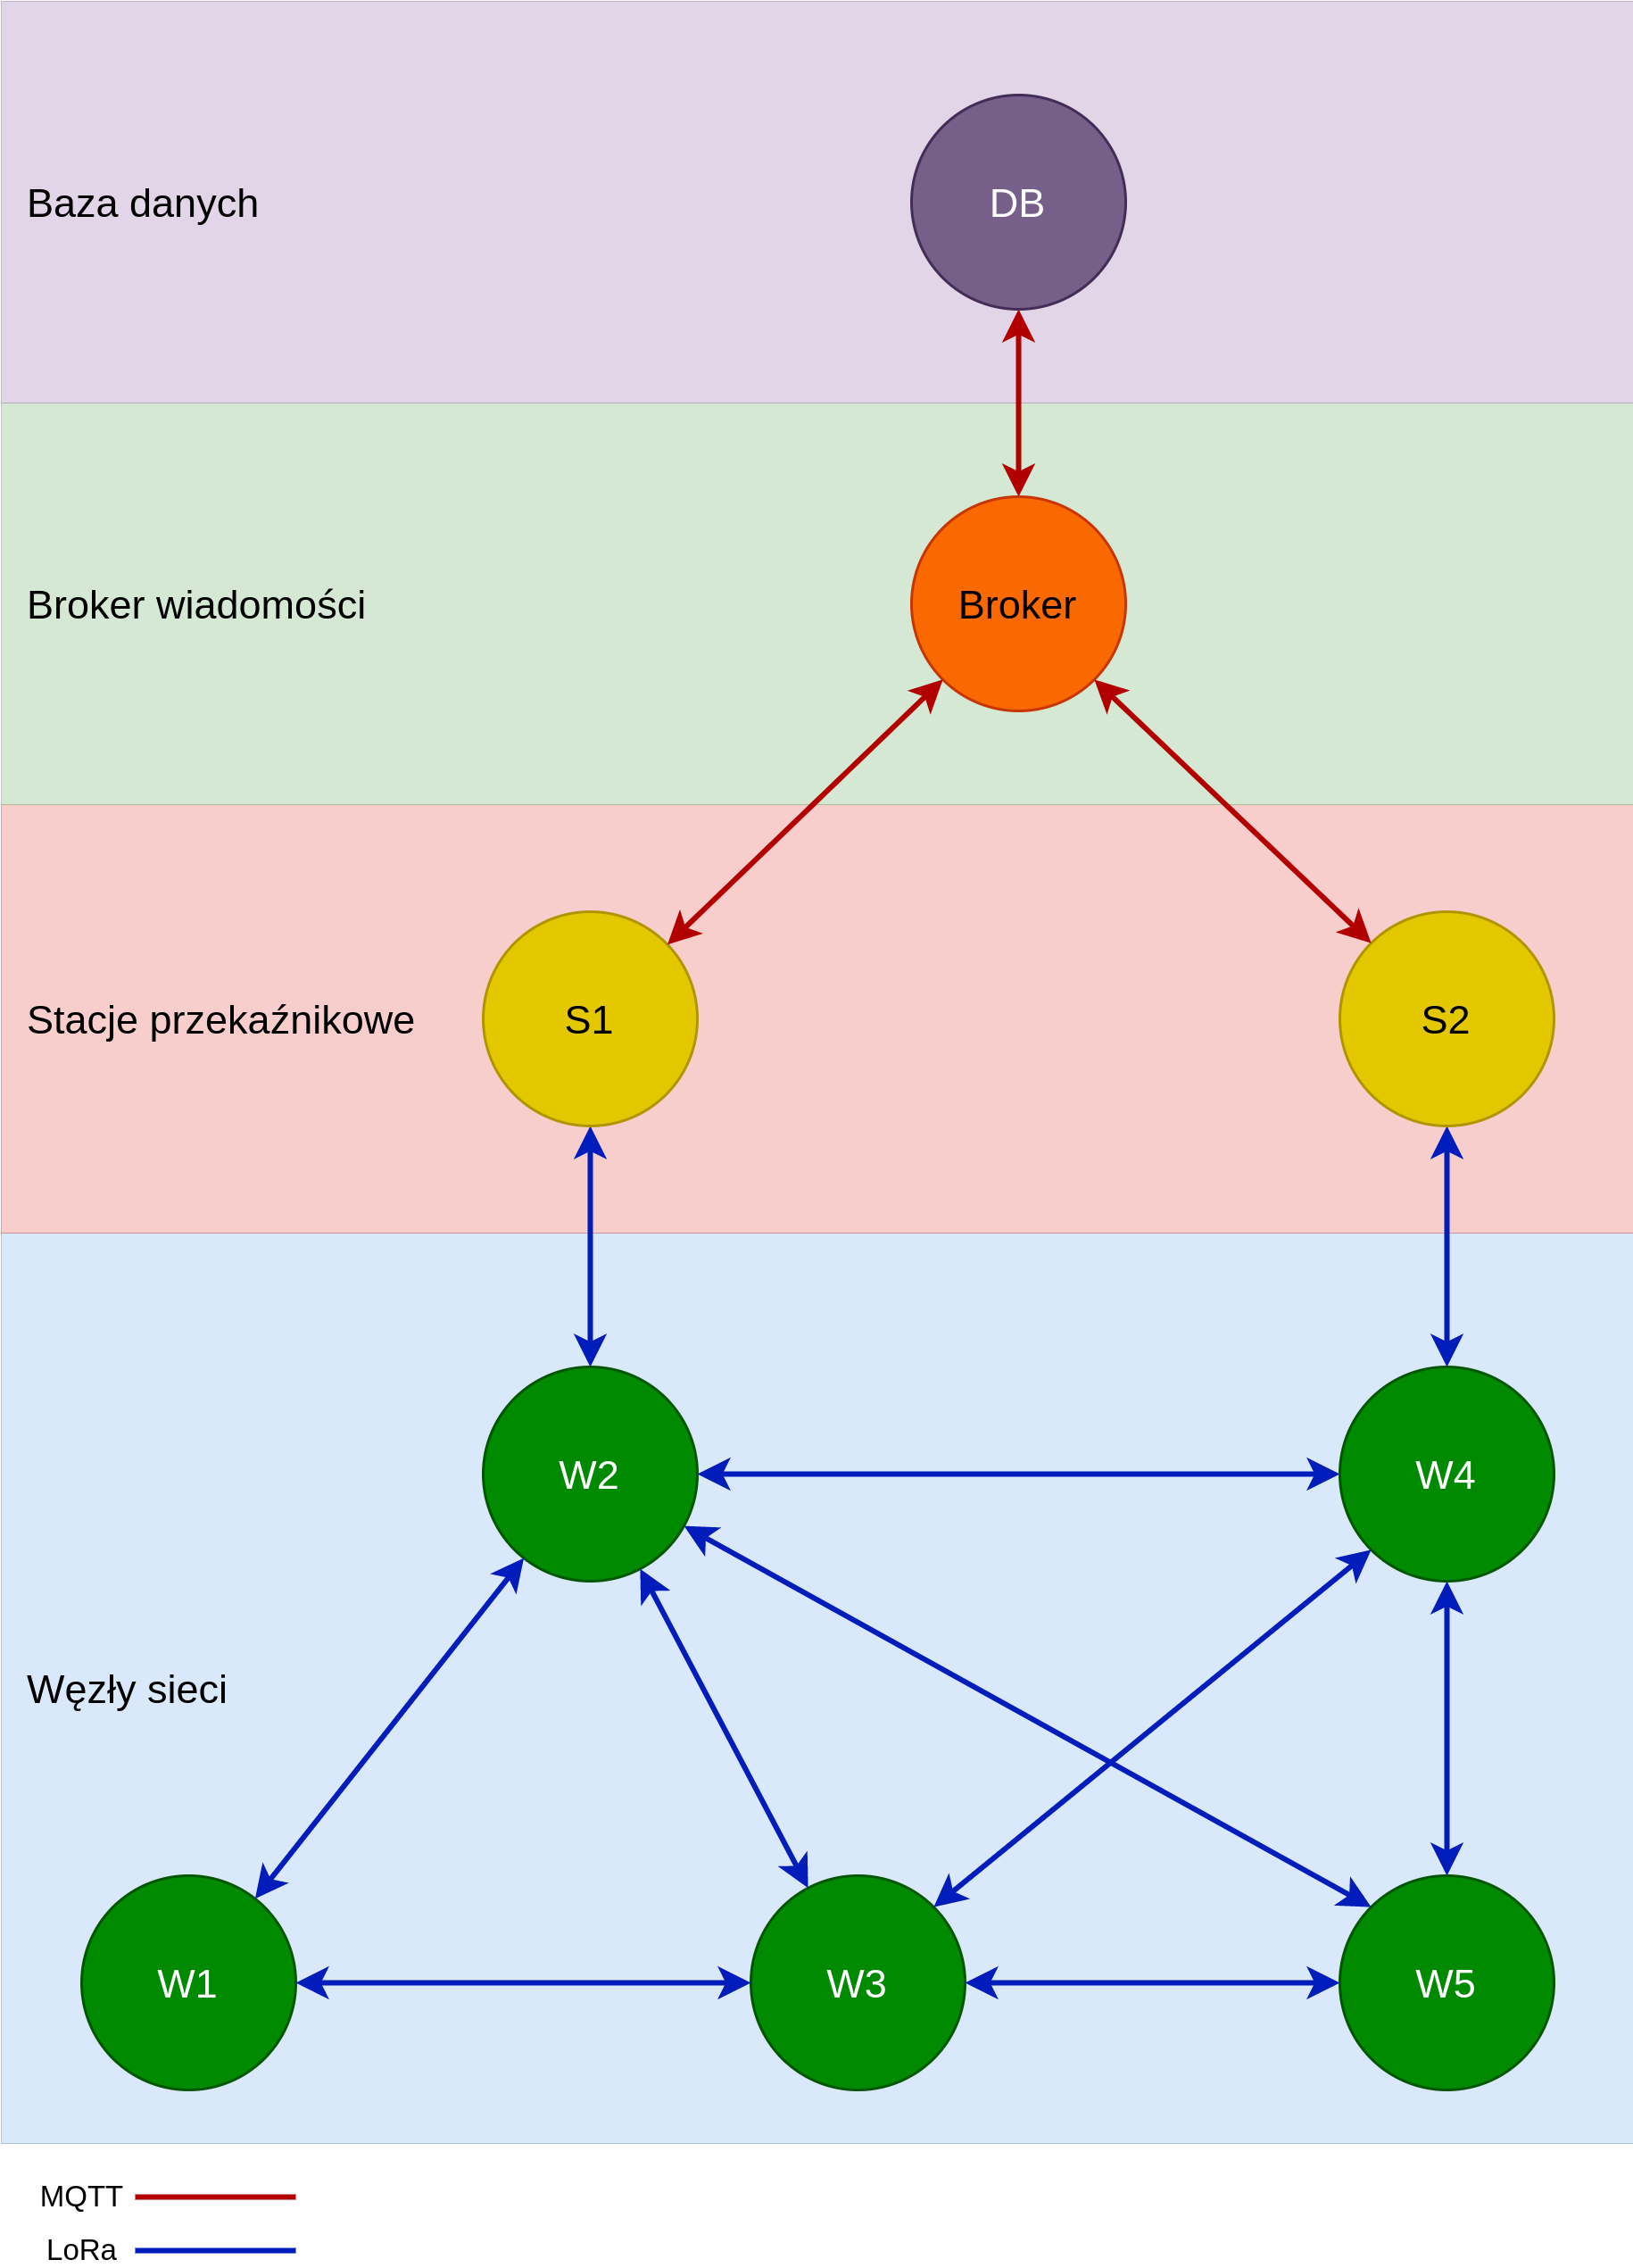 Baza danych
DB
Broker wiadomości
Broker
Stacje przekaźnikowe
S1
S2
W2
W4
Węzły sieci
W1
W3
W5
MQTT
LoRa